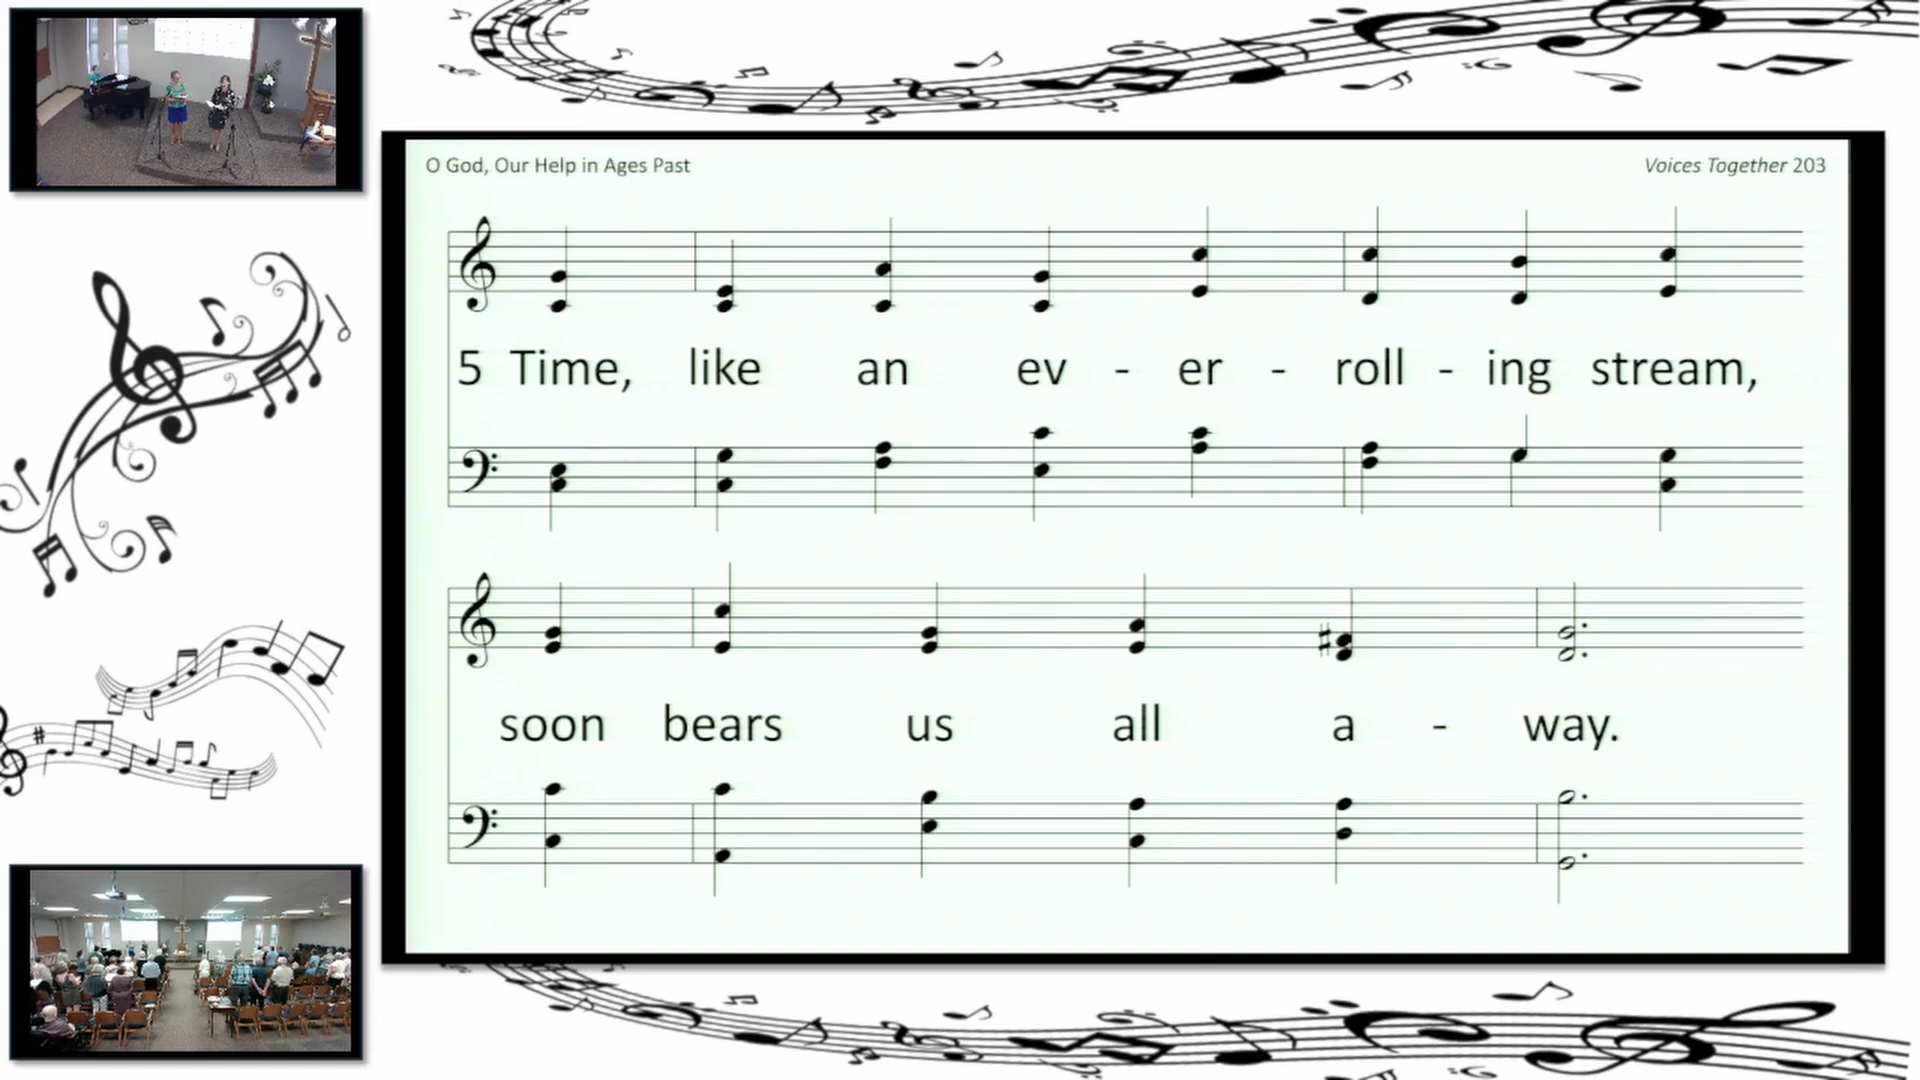 O God, Our Help in Ages Past
Voices Together 203
5 Time, like an ev - er - roll - ing stream,
soon bears us all a - way.